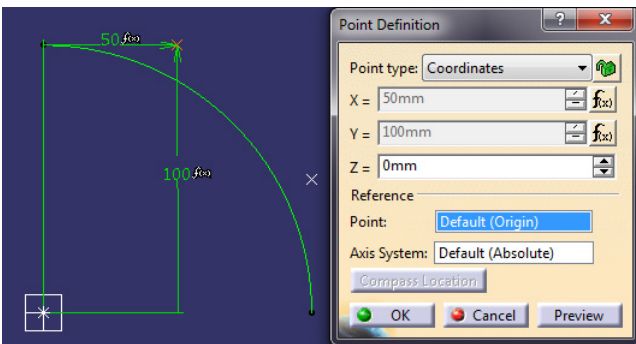 50 f(x)
100 f(x)
Point Definition
? X
Point type: Coordinates
X = 50mm f(x)
Y = 100mm f(x)
Z = 0mm
Reference
Point: Default (Origin)
Axis System: Default (Absolute)
Compass Location
OK Cancel Preview